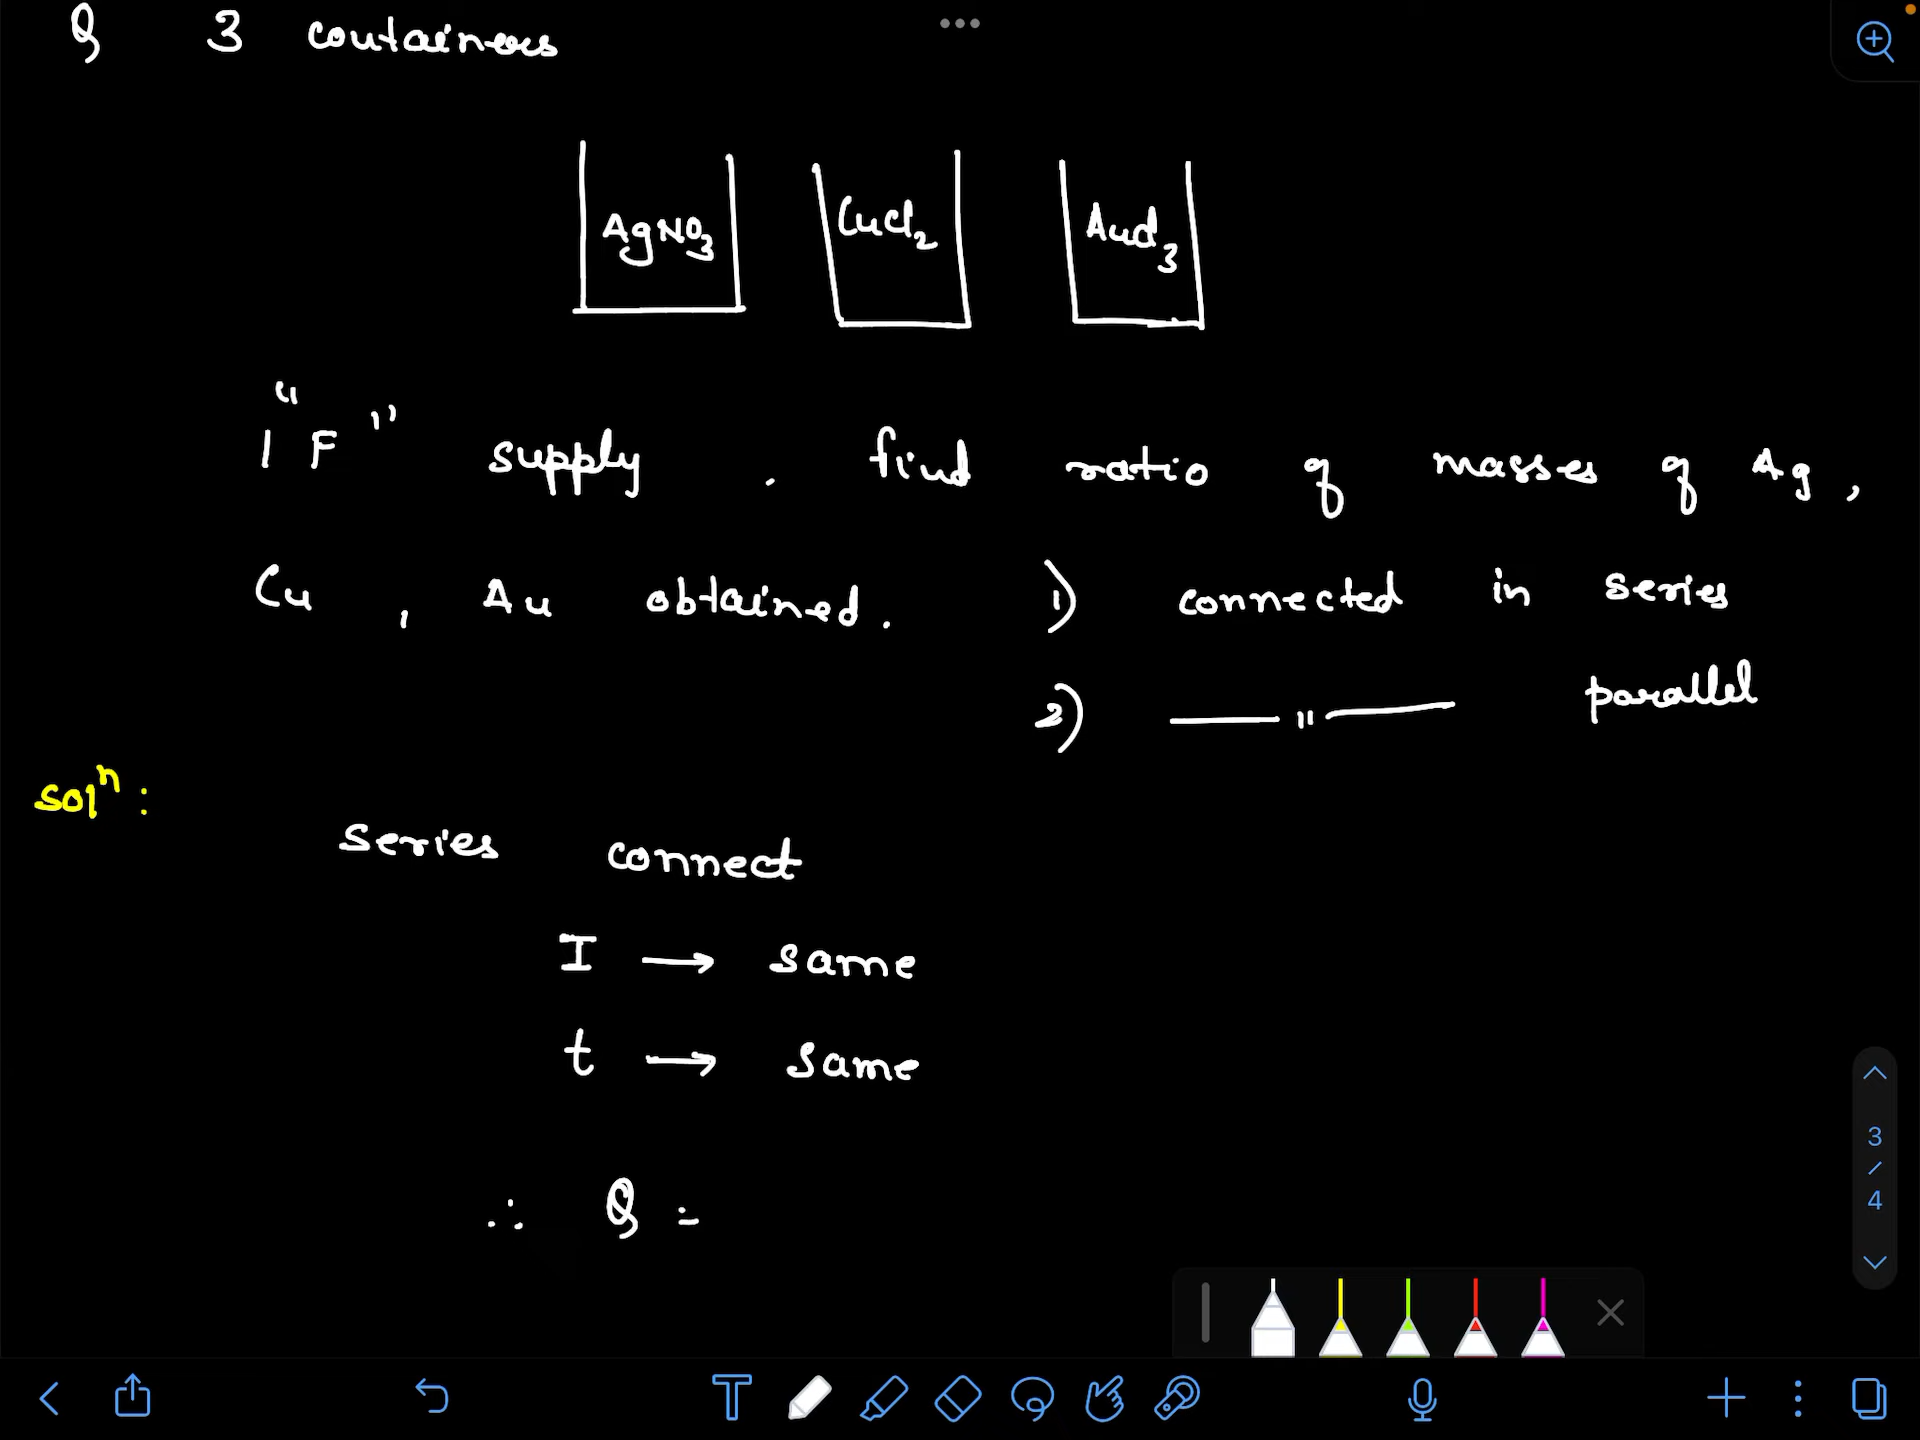 Q 3 containers
AgNO3 CuCl2 AuCl3
"1 F" supply . find ratio of masses of Ag ,
Cu , Au obtained . 1) connected in series
2) —— " —— parallel
Solⁿ :
Series connect
I → same
t → same
∴ Q =
3
/
4
T